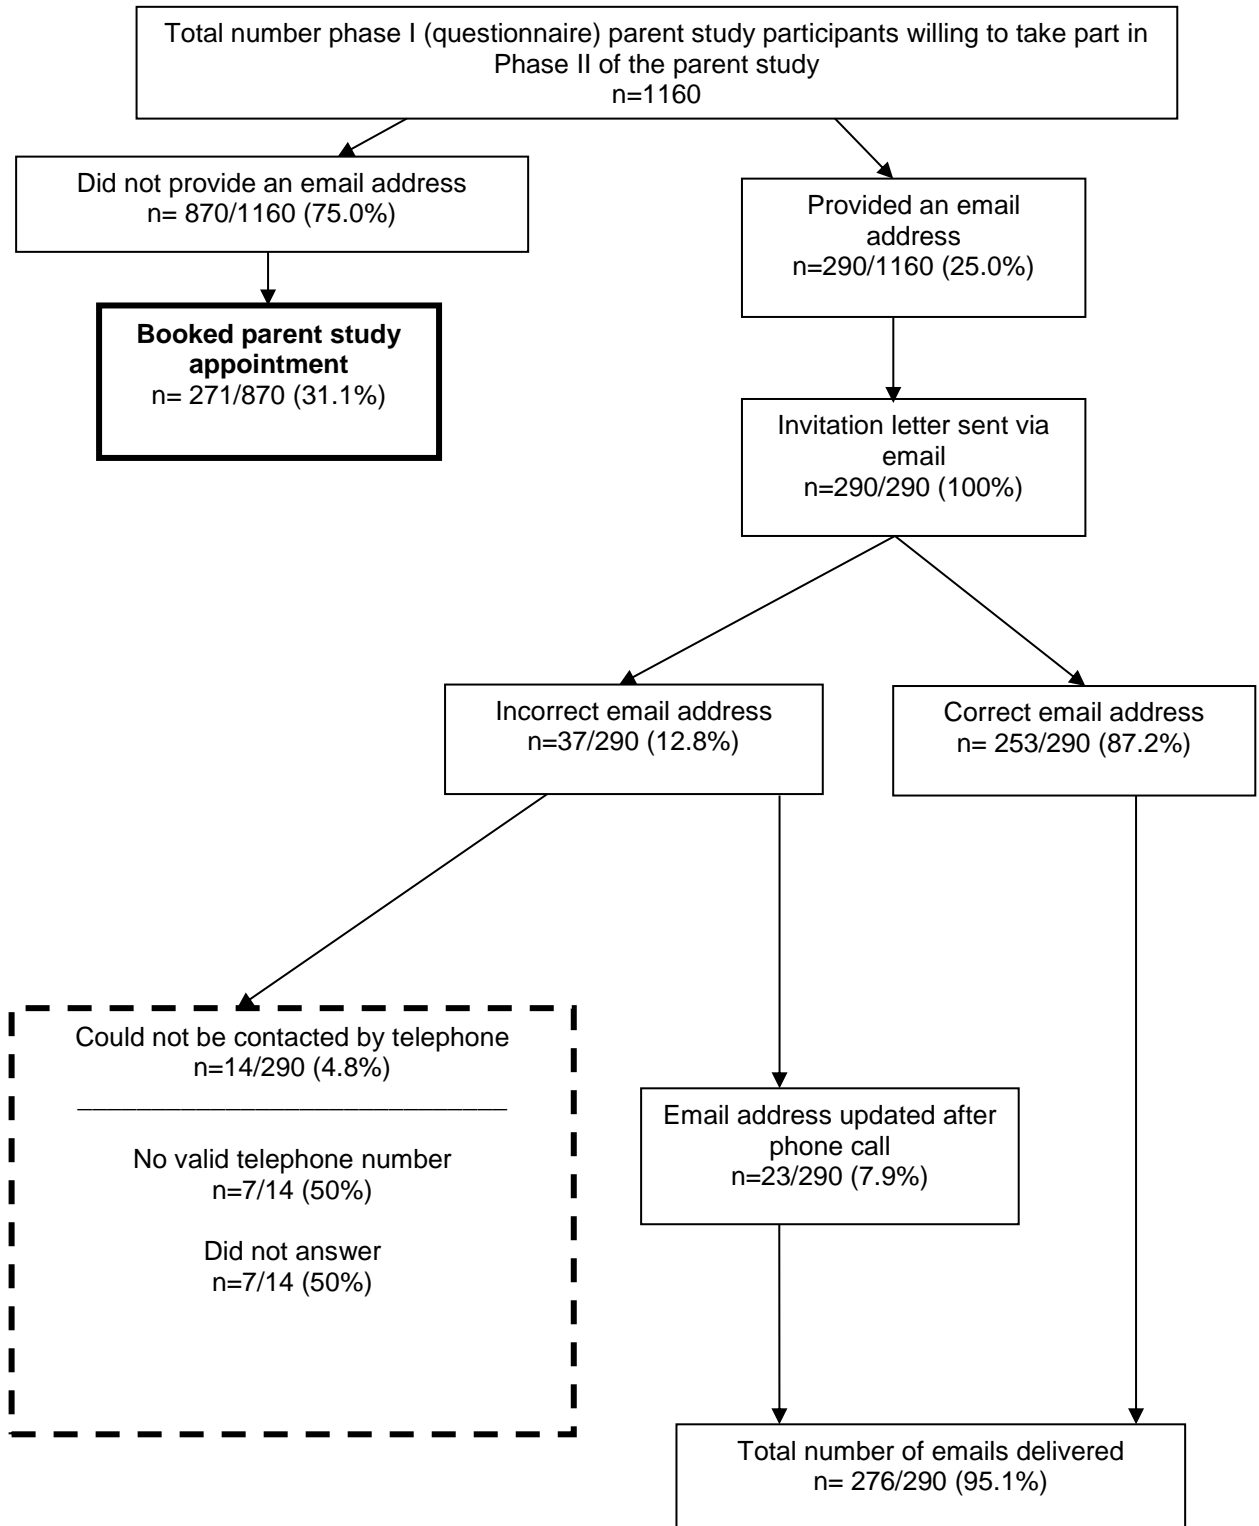 Total number phase I (questionnaire) parent study participants willing to take part in
Phase II of the parent study
n=1160
Did not provide an email address
n= 870/1160 (75.0%)
Provided an email
address
n=290/1160 (25.0%)
Booked parent study
appointment
n= 271/870 (31.1%)
Invitation letter sent via
email
n=290/290 (100%)
Incorrect email address
n=37/290 (12.8%)
Correct email address
n= 253/290 (87.2%)
Could not be contacted by telephone
n=14/290 (4.8%)
No valid telephone number
n=7/14 (50%)
Did not answer
n=7/14 (50%)
Email address updated after
phone call
n=23/290 (7.9%)
Total number of emails delivered
n= 276/290 (95.1%)